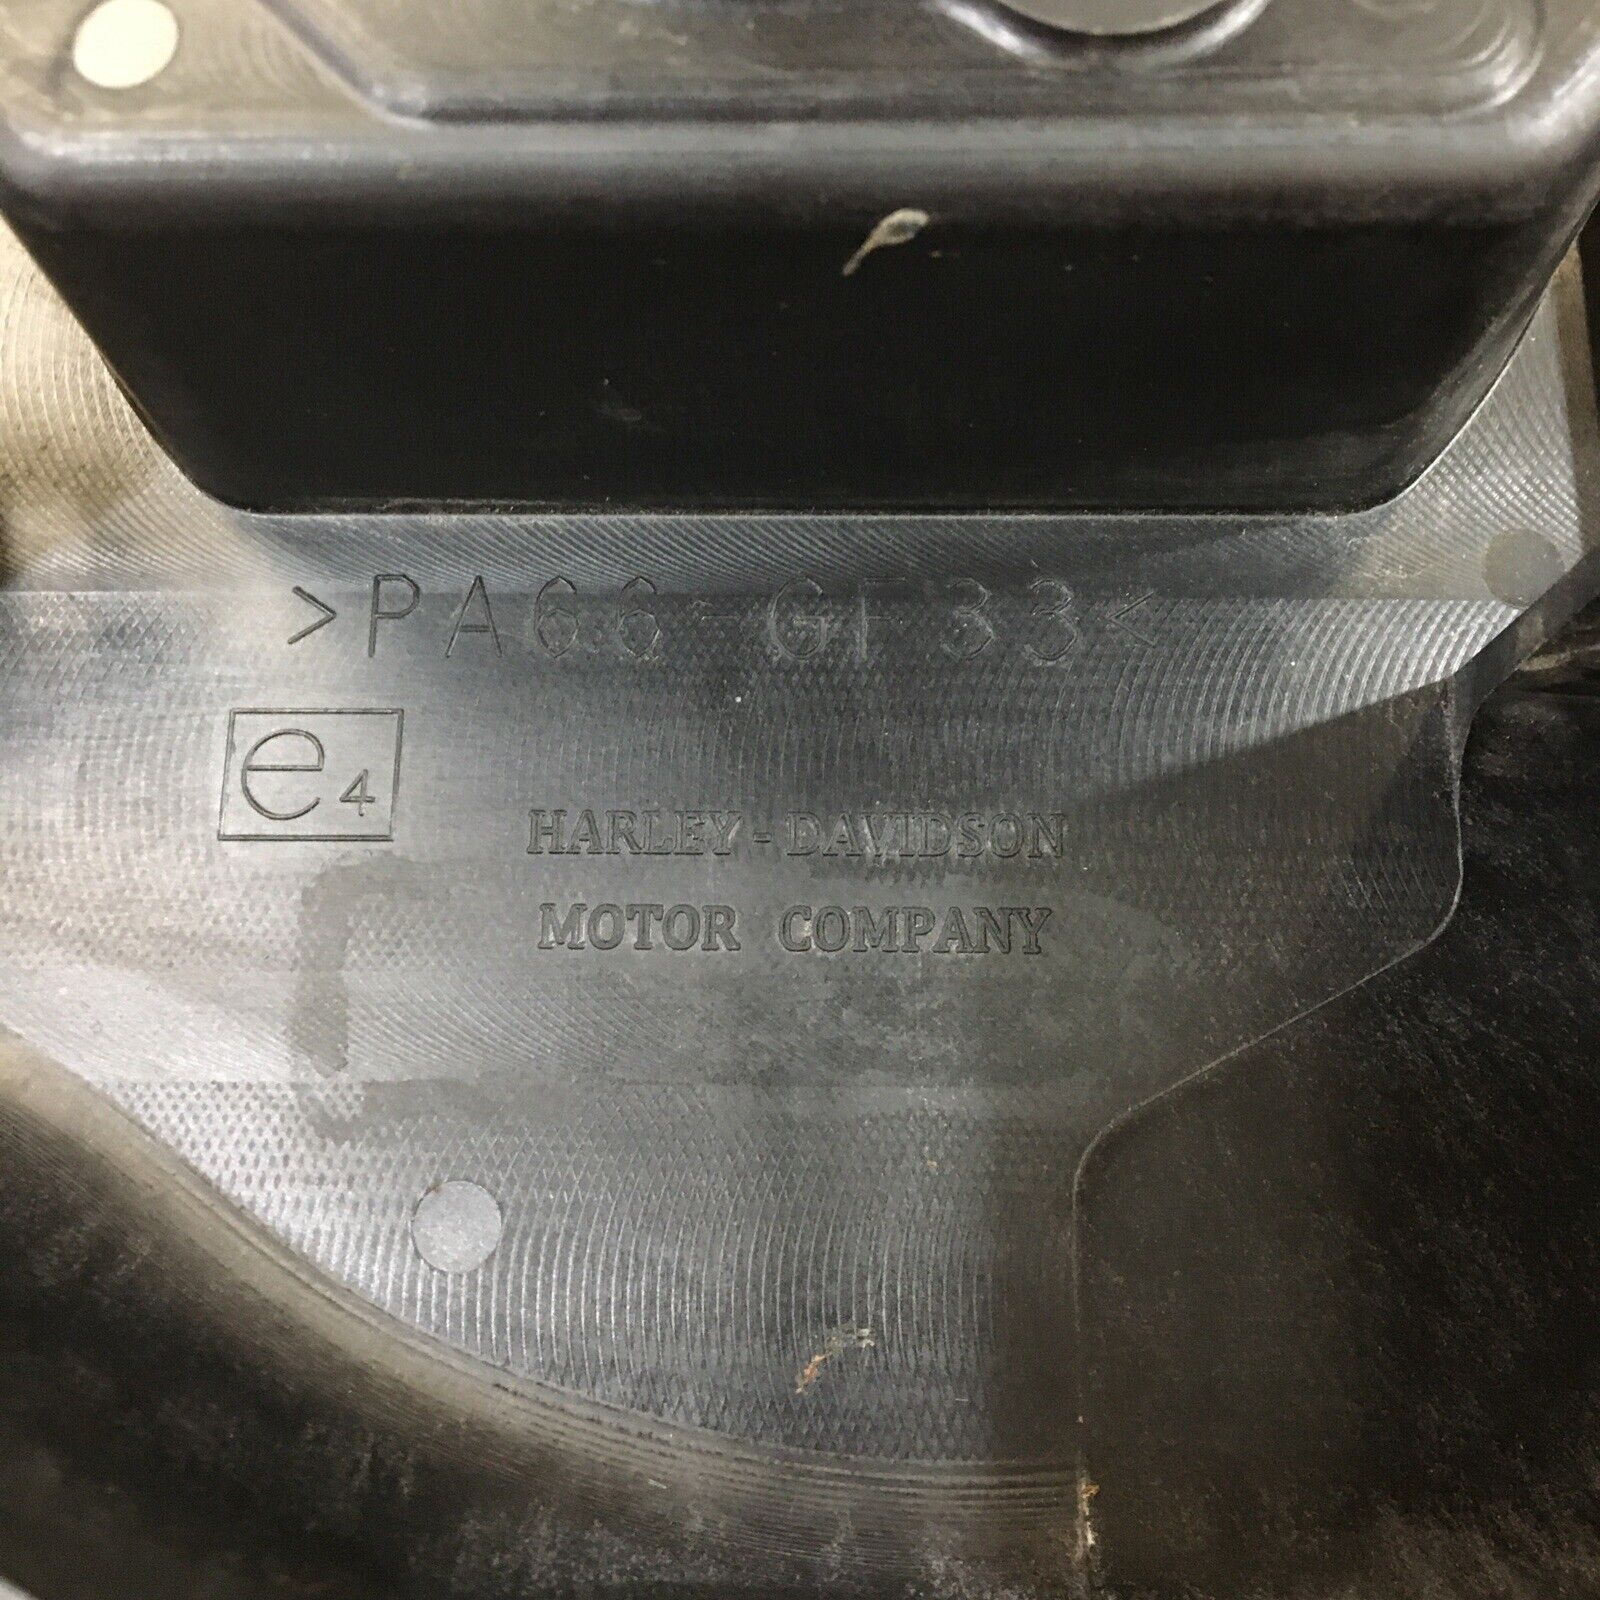 >PA66-GF33<
e4
HARLEY-DAVIDSON
MOTOR COMPANY